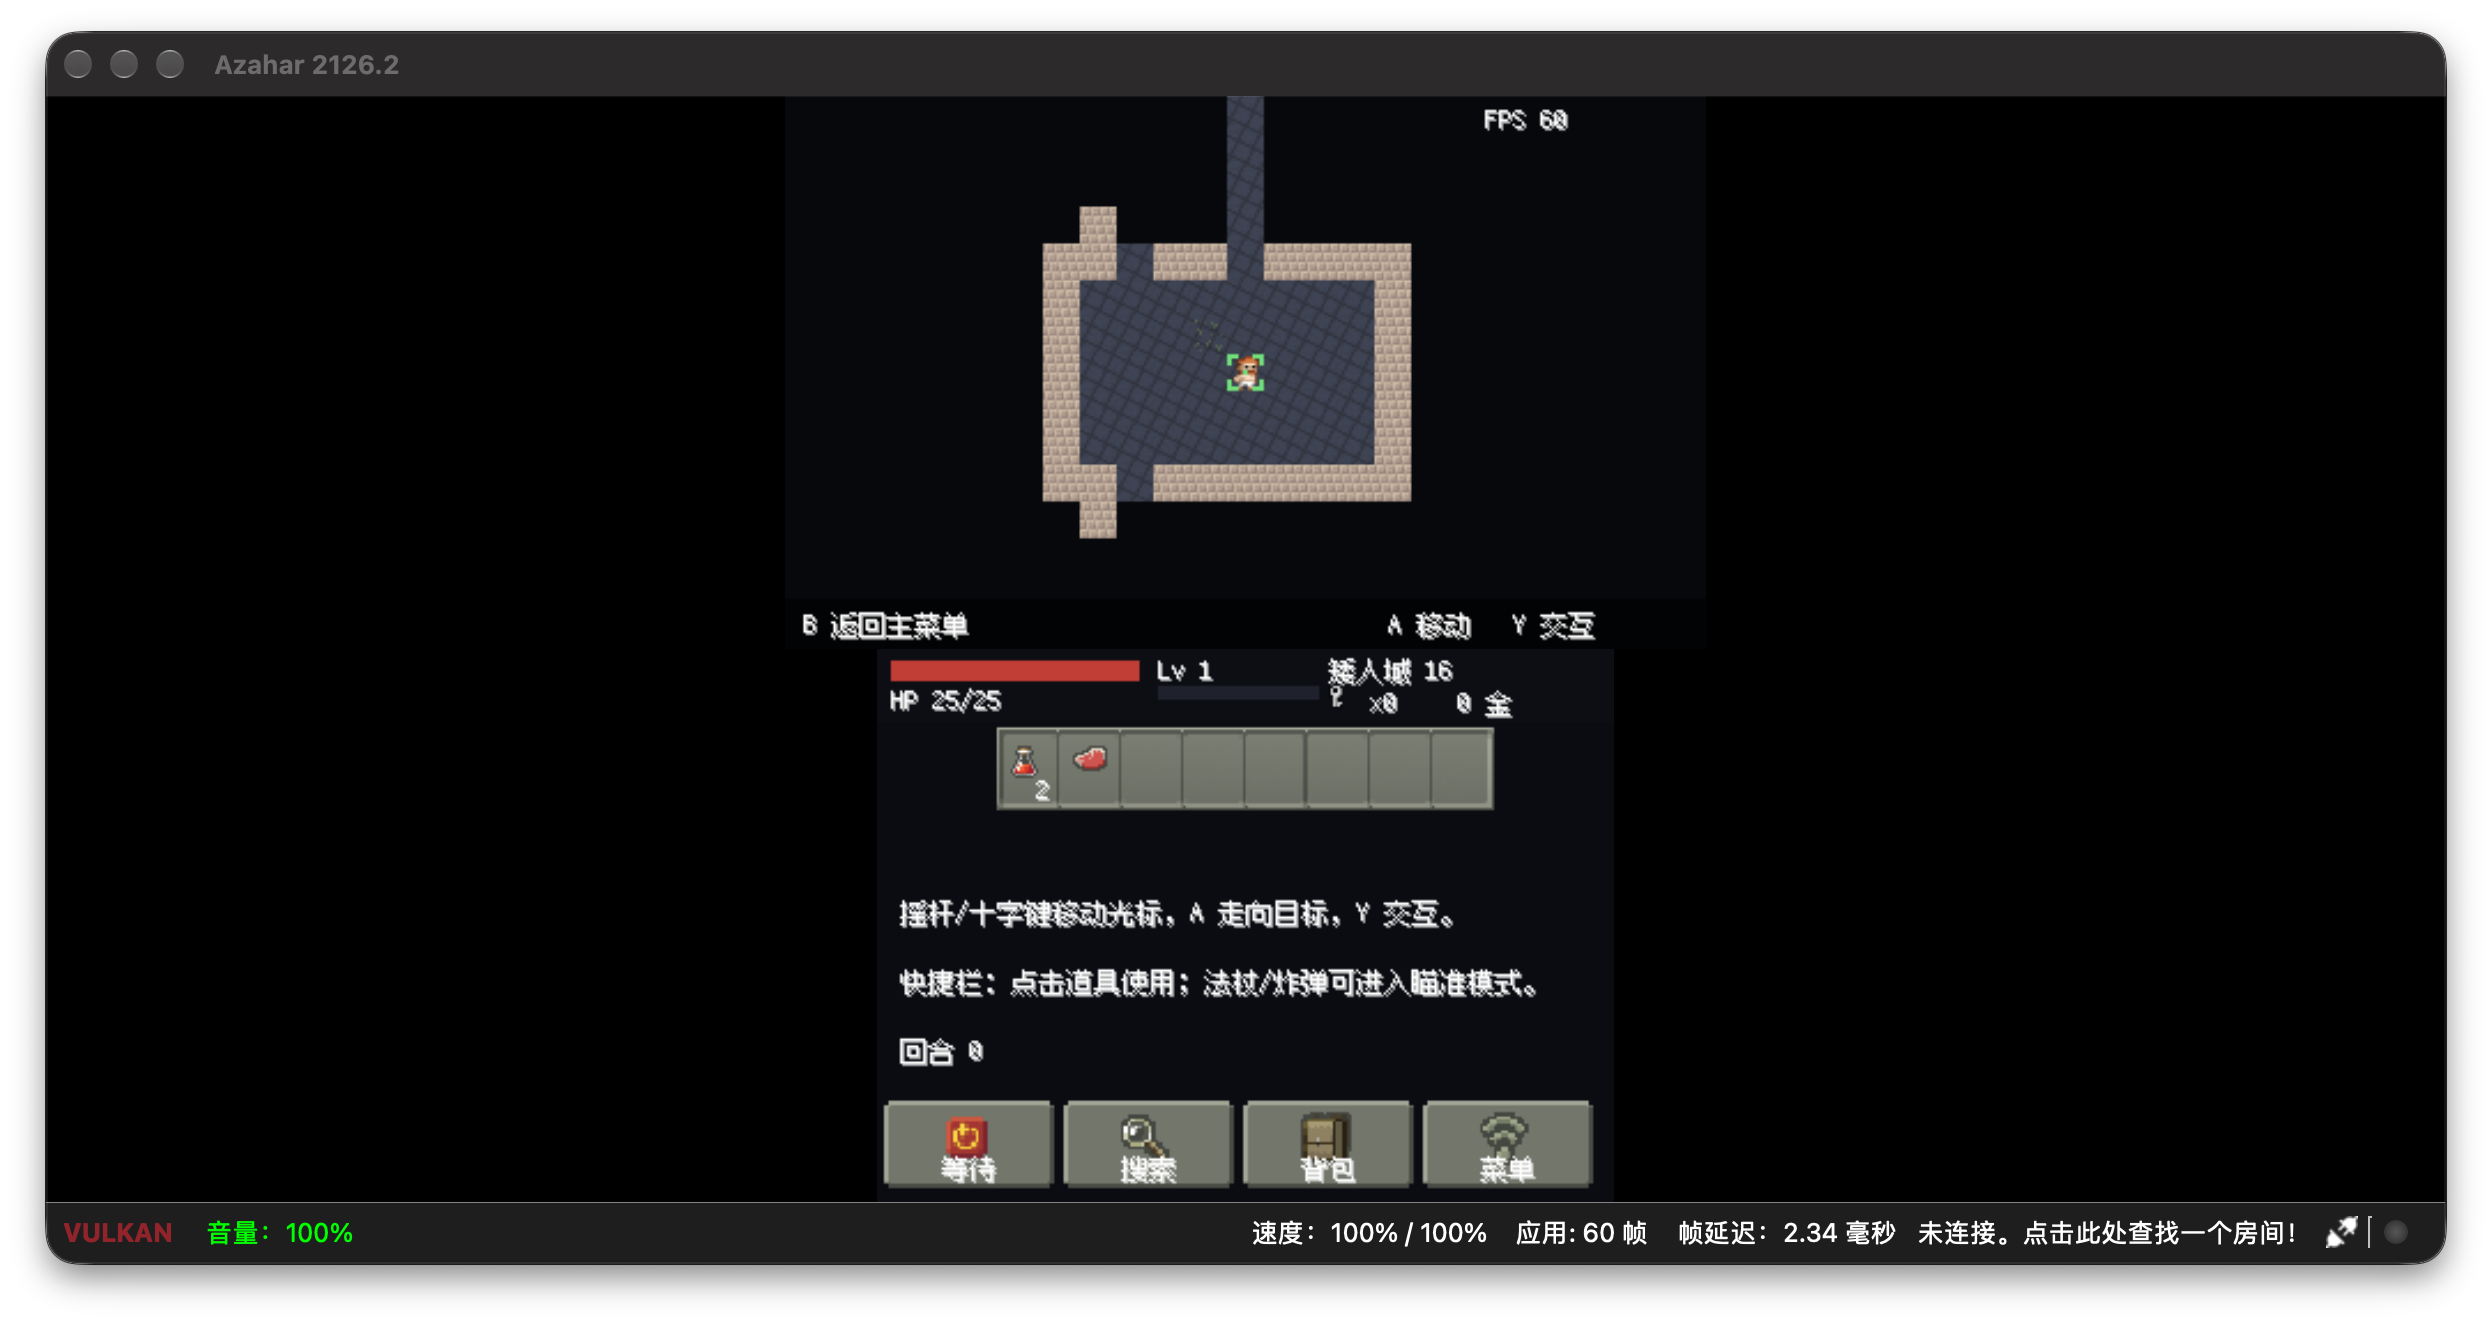 Azahar 2126.2
FPS 60
B 返回主菜单 A 移动 Y 交互
Lv 1 矮人城 16
HP 25/25 x0 0 金
2
摇杆/十字键移动光标，A 走向目标，Y 交互。
快捷栏：点击道具使用；法杖/炸弹可进入瞄准模式。
回合 0
等待 搜索 背包 菜单
VULKAN 音量：100% 速度：100% / 100% 应用: 60 帧 帧延迟：2.34 毫秒 未连接。点击此处查找一个房间！